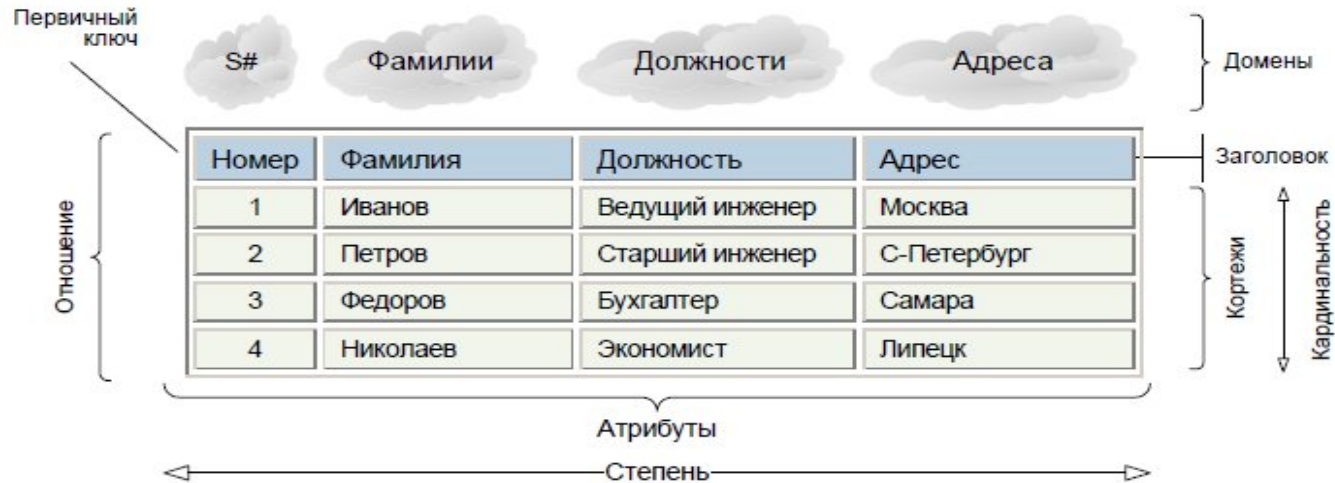 Первичный
ключ
S# Фамилии Должности Адреса
Домены
Номер Фамилия Должность Адрес
Заголовок
1 Иванов Ведущий инженер Москва
2 Петров Старший инженер С-Петербург
3 Федоров Бухгалтер Самара
4 Николаев Экономист Липецк
Отношение
Кортежи
Кардинальность
Атрибуты
Степень